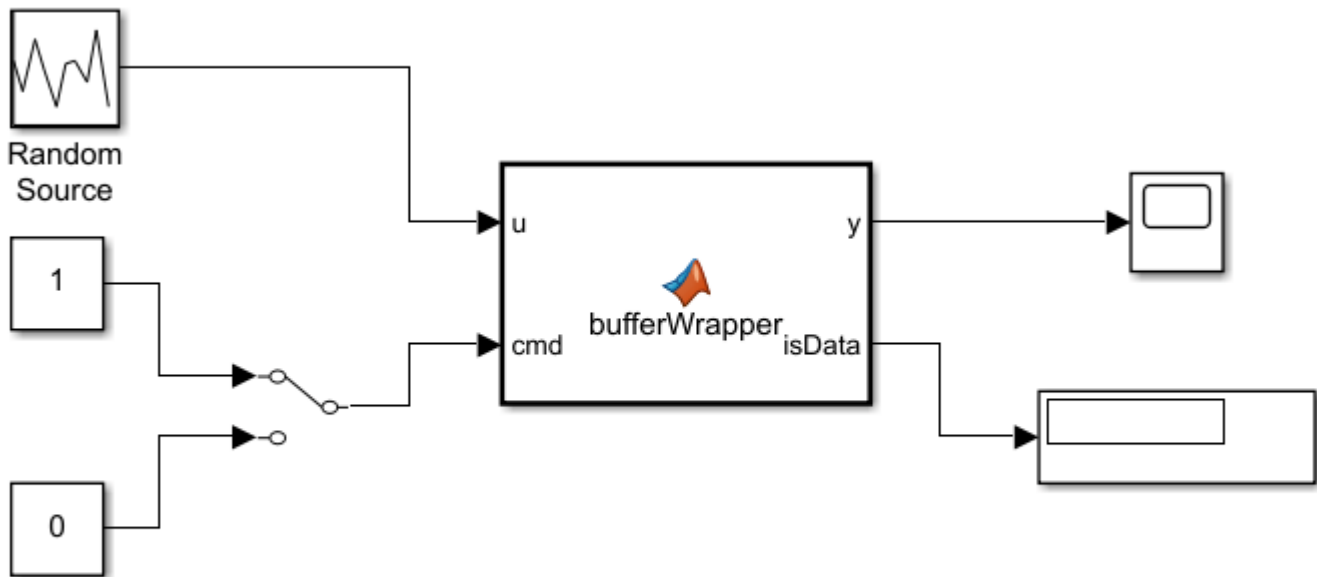 Random
Source
1
0
u
cmd
bufferWrapper
y
isData